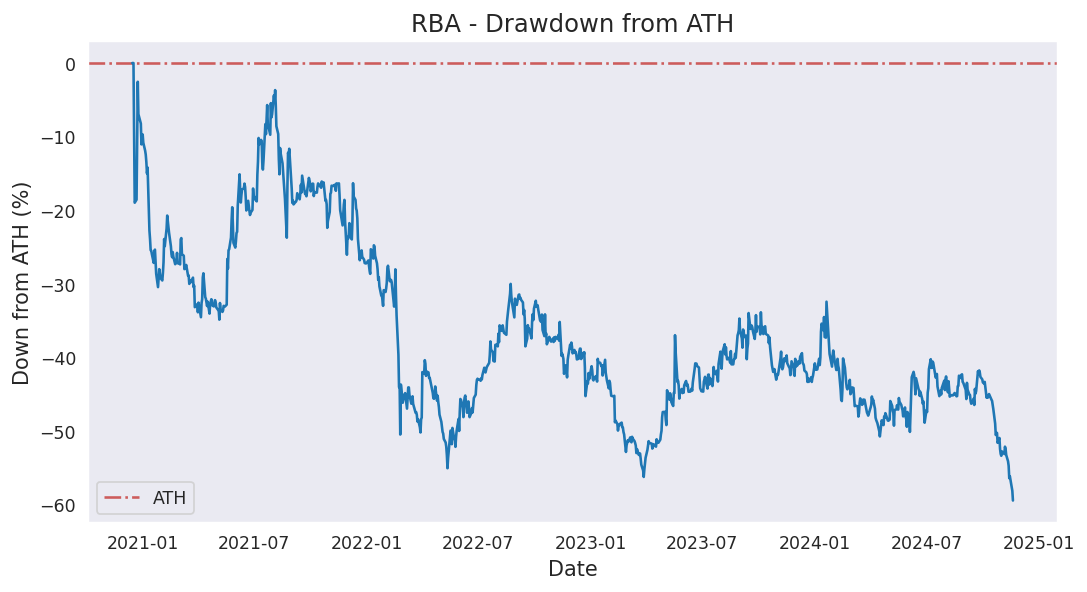 RBA - Drawdown from ATH
Down from ATH (%)
0
−10
−20
−30
−40
−50
−60
ATH
2021-01 2021-07 2022-01 2022-07 2023-01 2023-07 2024-01 2024-07 2025-01
Date